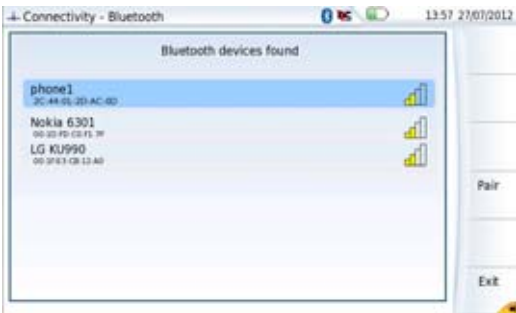 Connectivity - Bluetooth
13:57 27/07/2012
Bluetooth devices found
phone1
2C-44-01-2D-AC-0D
Nokia 6301
LG KU990
Pair
Exit